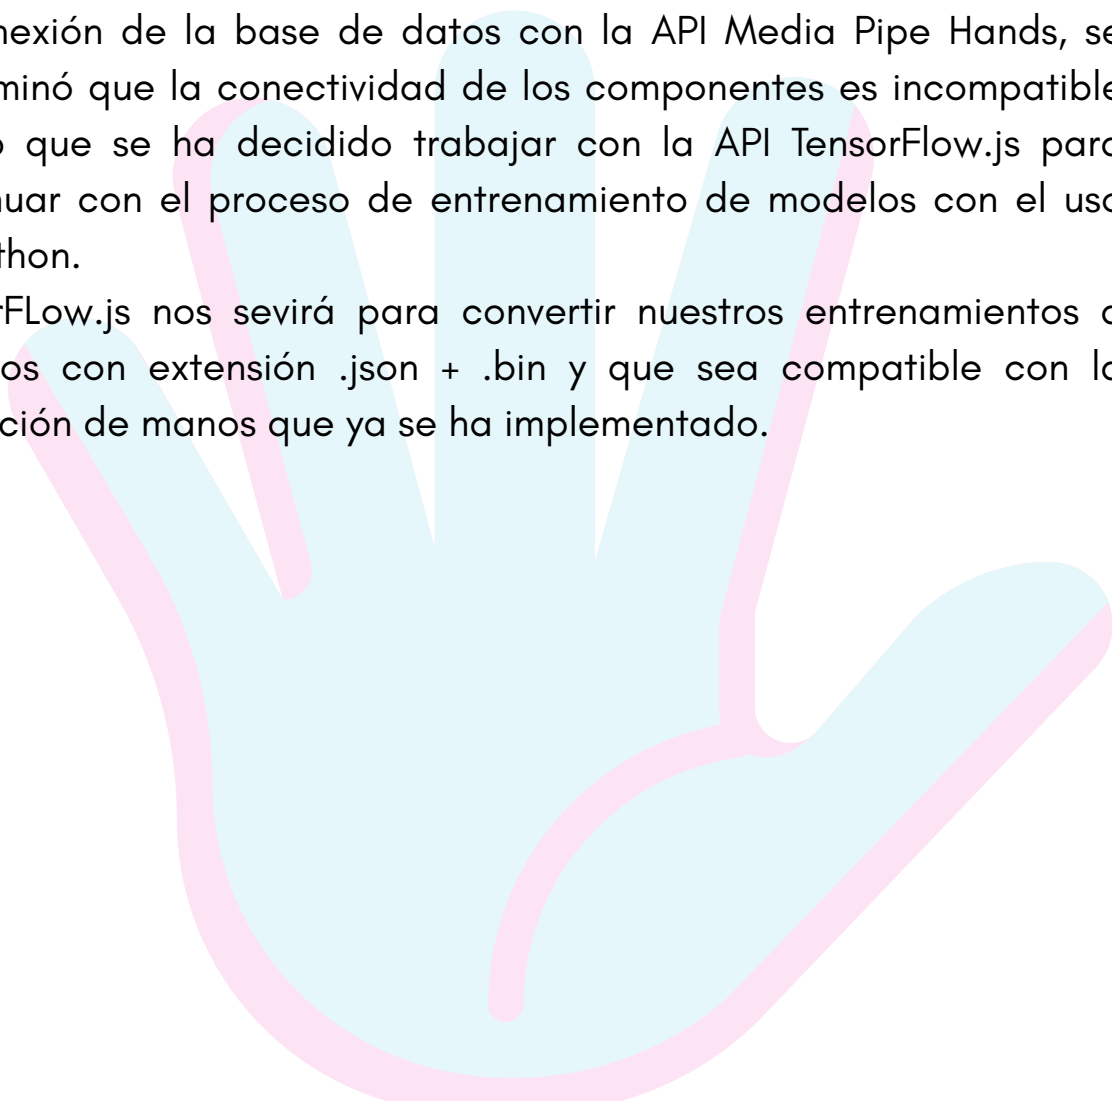 nexión de la base de datos con la API Media Pipe Hands, se
minó que la conectividad de los componentes es incompatible
o que se ha decidido trabajar con la API TensorFlow.js para
nuar con el proceso de entrenamiento de modelos con el uso
thon.
rFLow.js nos sevirá para convertir nuestros entrenamientos a
os con extensión .json + .bin y que sea compatible con la
ción de manos que ya se ha implementado.